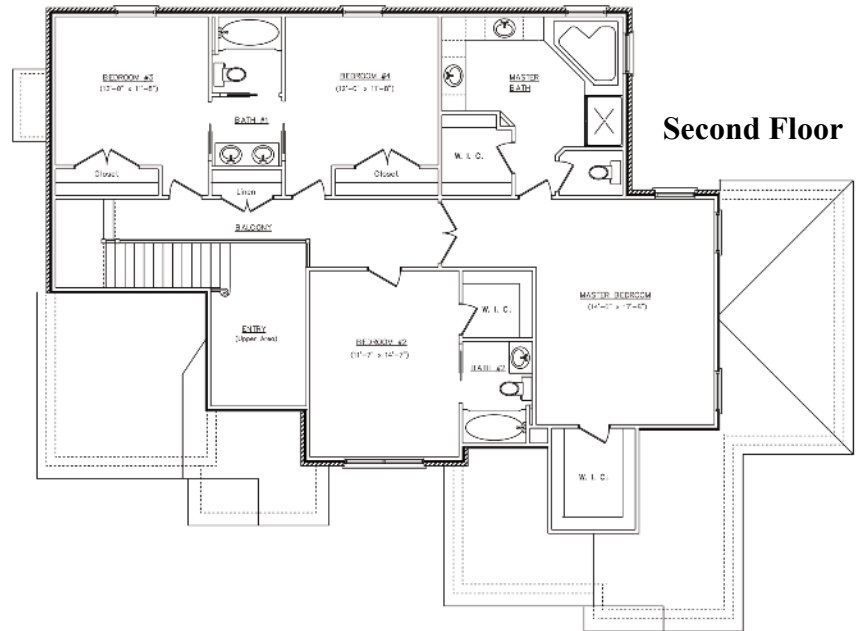 BEDROOM #3
BEDROOM #4
MASTER
BATH
Second Floor
BATH #1
W. I. C.
Closet
Linen
Closet
BALCONY
MASTER BEDROOM
W. I. C.
ENTRY
(Upper Area)
BEDROOM #2
BATH #2
W. I. C.